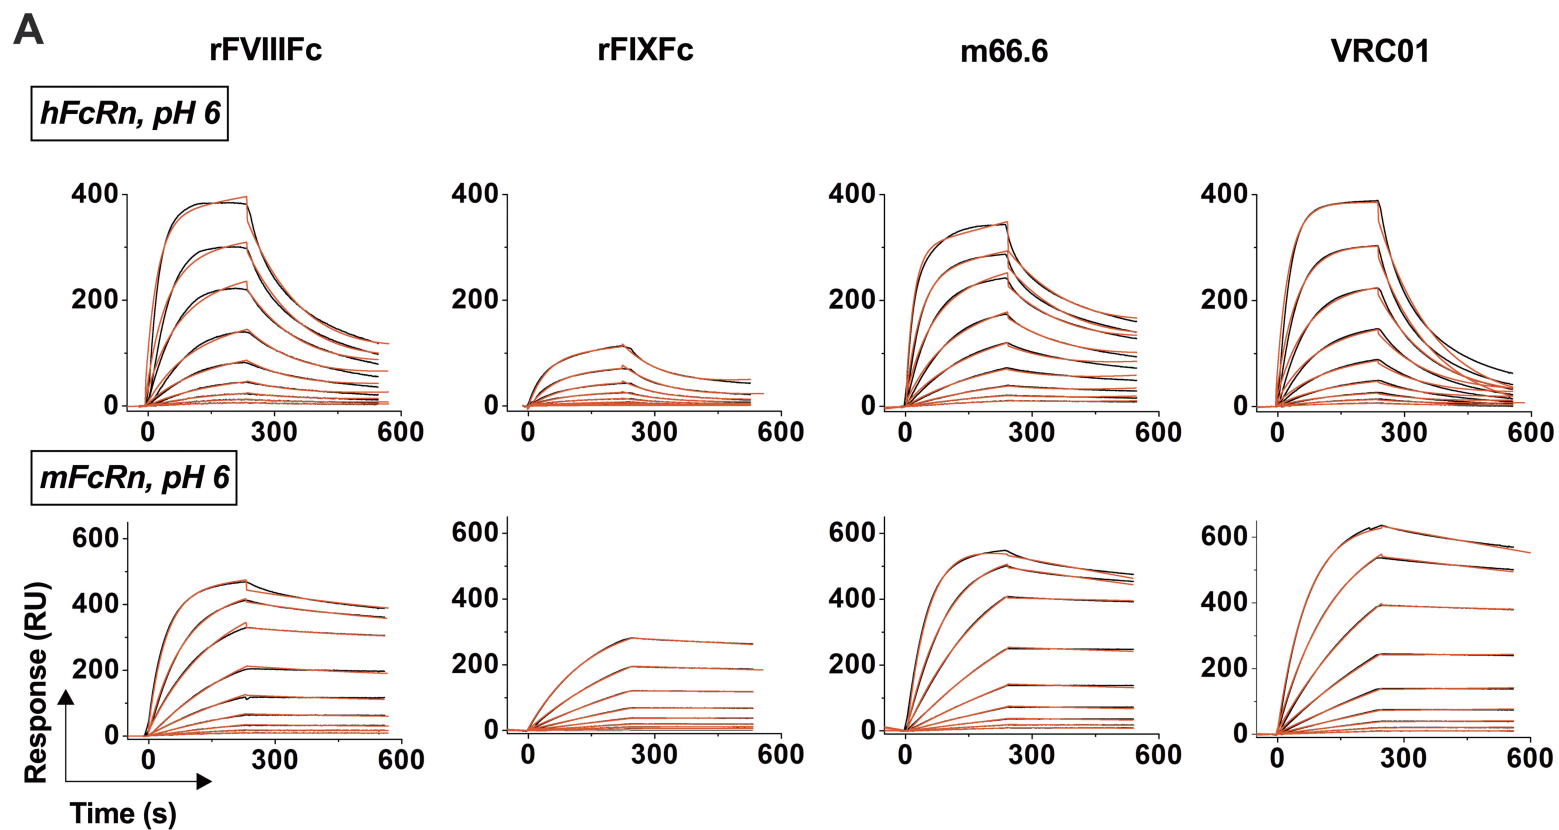 A
rFVIIIFc rFIXFc m66.6 VRC01
hFcRn, pH 6
400 400 400 400
200 200 200 200
0 0 0 0
0 300 600 0 300 600 0 300 600 0 300 600
mFcRn, pH 6
600 600 600 600
400 400 400 400
200 200 200 200
0 0 0 0
0 300 600 0 300 600 0 300 600 0 300 600
Response (RU)
Time (s)